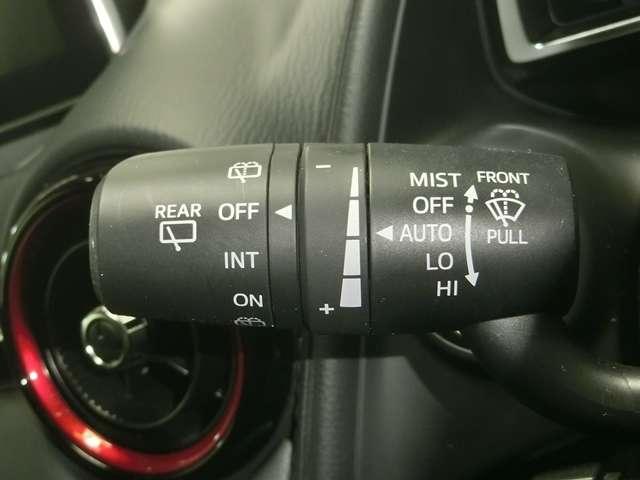 REAR
OFF
INT
ON
−
+
MIST
OFF
AUTO
LO
HI
FRONT
PULL